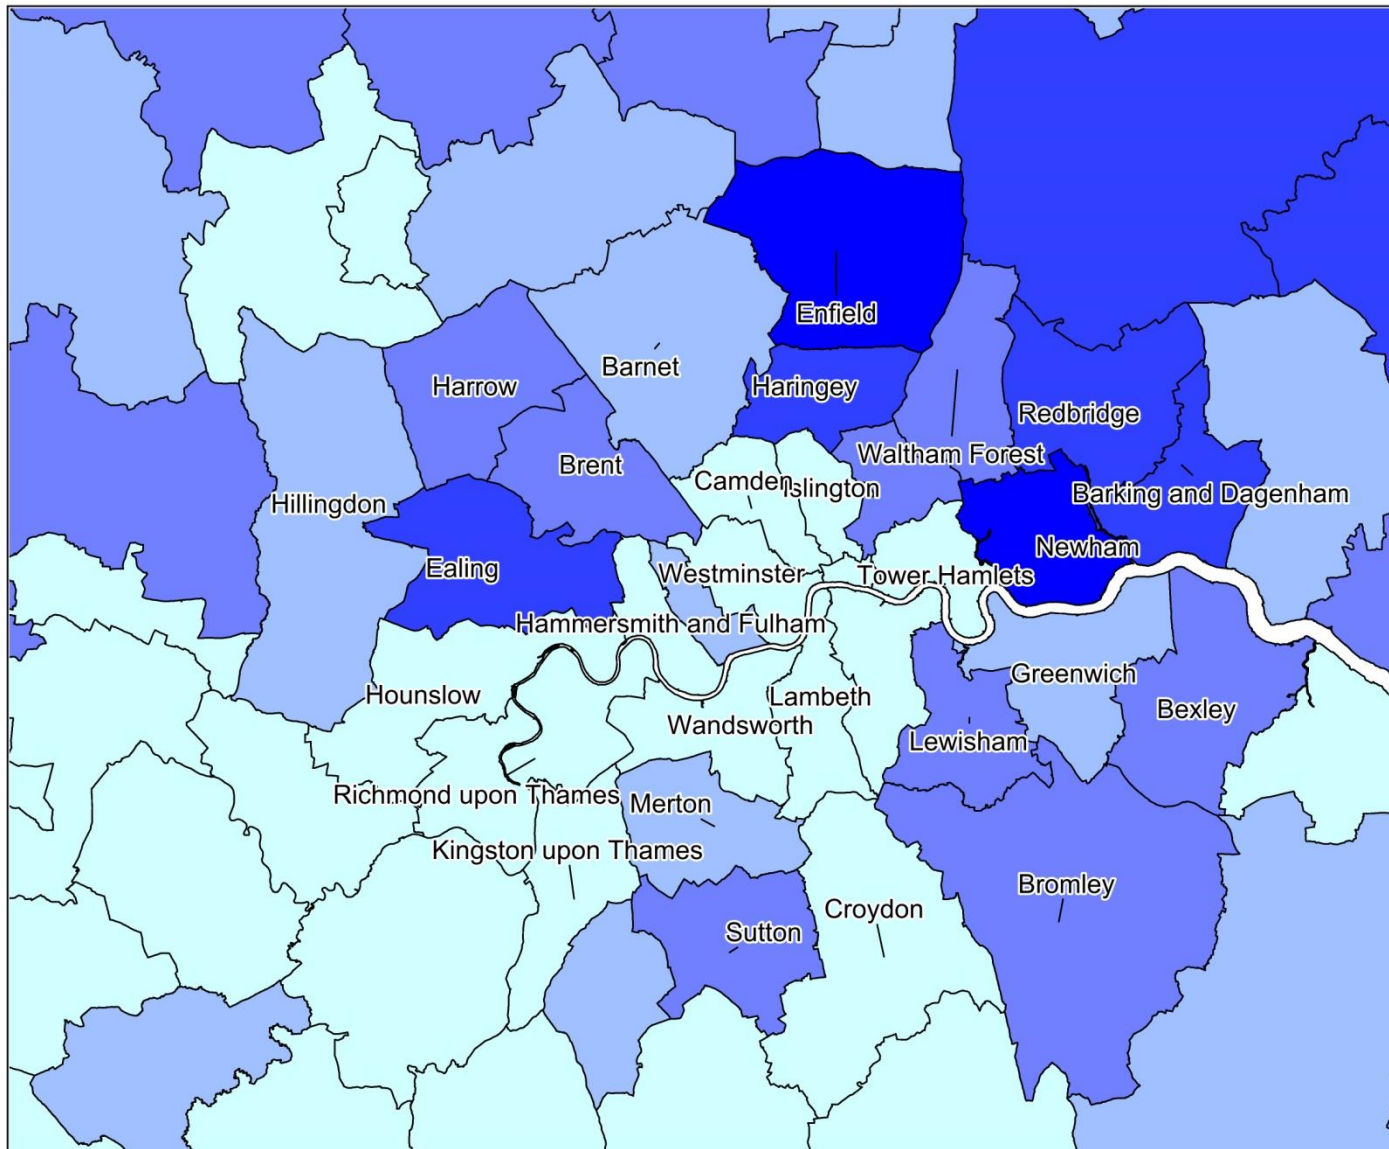 Enfield
Barnet
Harrow
Haringey
Redbridge
Brent
Waltham Forest
Camden
Islington
Hillingdon
Barking and Dagenham
Newham
Ealing
Westminster
Tower Hamlets
Hammersmith and Fulham
Greenwich
Hounslow
Lambeth
Bexley
Wandsworth
Lewisham
Richmond upon Thames
Merton
Kingston upon Thames
Bromley
Croydon
Sutton